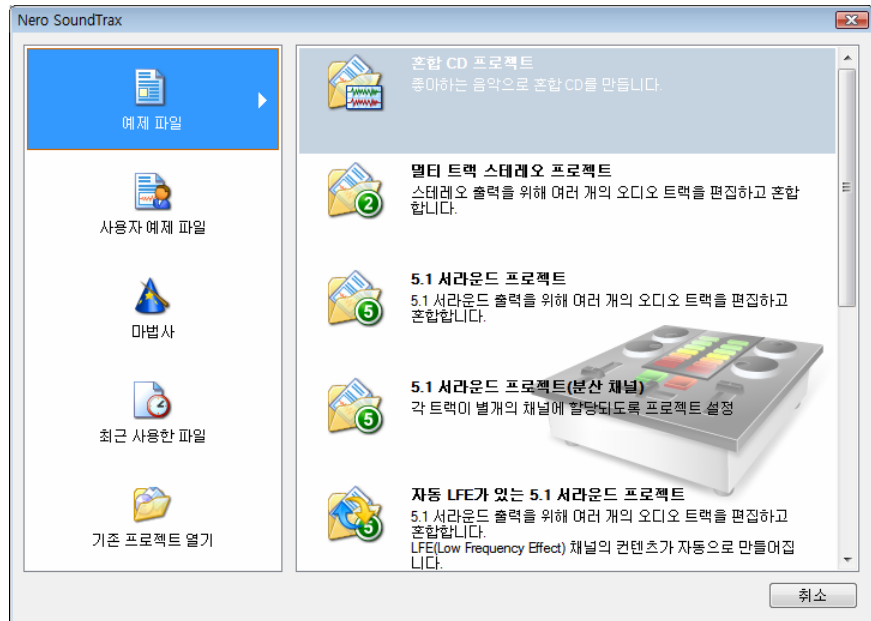 Nero SoundTrax
예제 파일
사용자 예제 파일
마법사
최근 사용한 파일
기존 프로젝트 열기
혼합 CD 프로젝트
좋아하는 음악으로 혼합 CD를 만듭니다.
멀티 트랙 스테레오 프로젝트
스테레오 출력을 위해 여러 개의 오디오 트랙을 편집하고 혼합
합니다.
5.1 서라운드 프로젝트
5.1 서라운드 출력을 위해 여러 개의 오디오 트랙을 편집하고
혼합합니다.
5.1 서라운드 프로젝트(분산 채널)
각 트랙이 별개의 채널에 할당되도록 프로젝트 설정
자동 LFE가 있는 5.1 서라운드 프로젝트
5.1 서라운드 출력을 위해 여러 개의 오디오 트랙을 편집하고
혼합합니다.
LFE(Low Frequency Effect) 채널의 컨텐츠가 자동으로 만들어집
니다.
취소